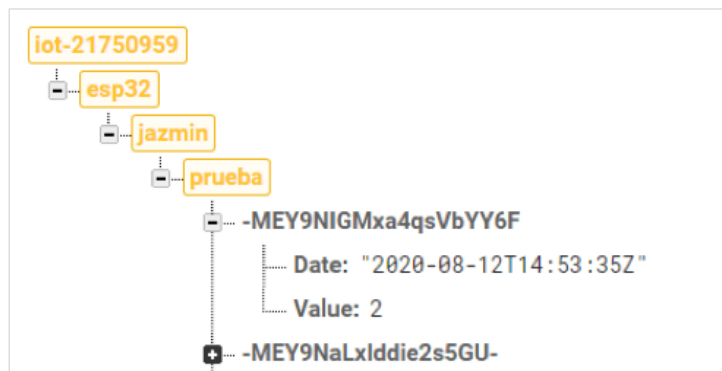 iot-21750959
esp32
jazmin
prueba
-MEY9NIGMxa4qsVbYY6F
Date: "2020-08-12T14:53:35Z"
Value: 2
-MEY9NaLxIddie2s5GU-